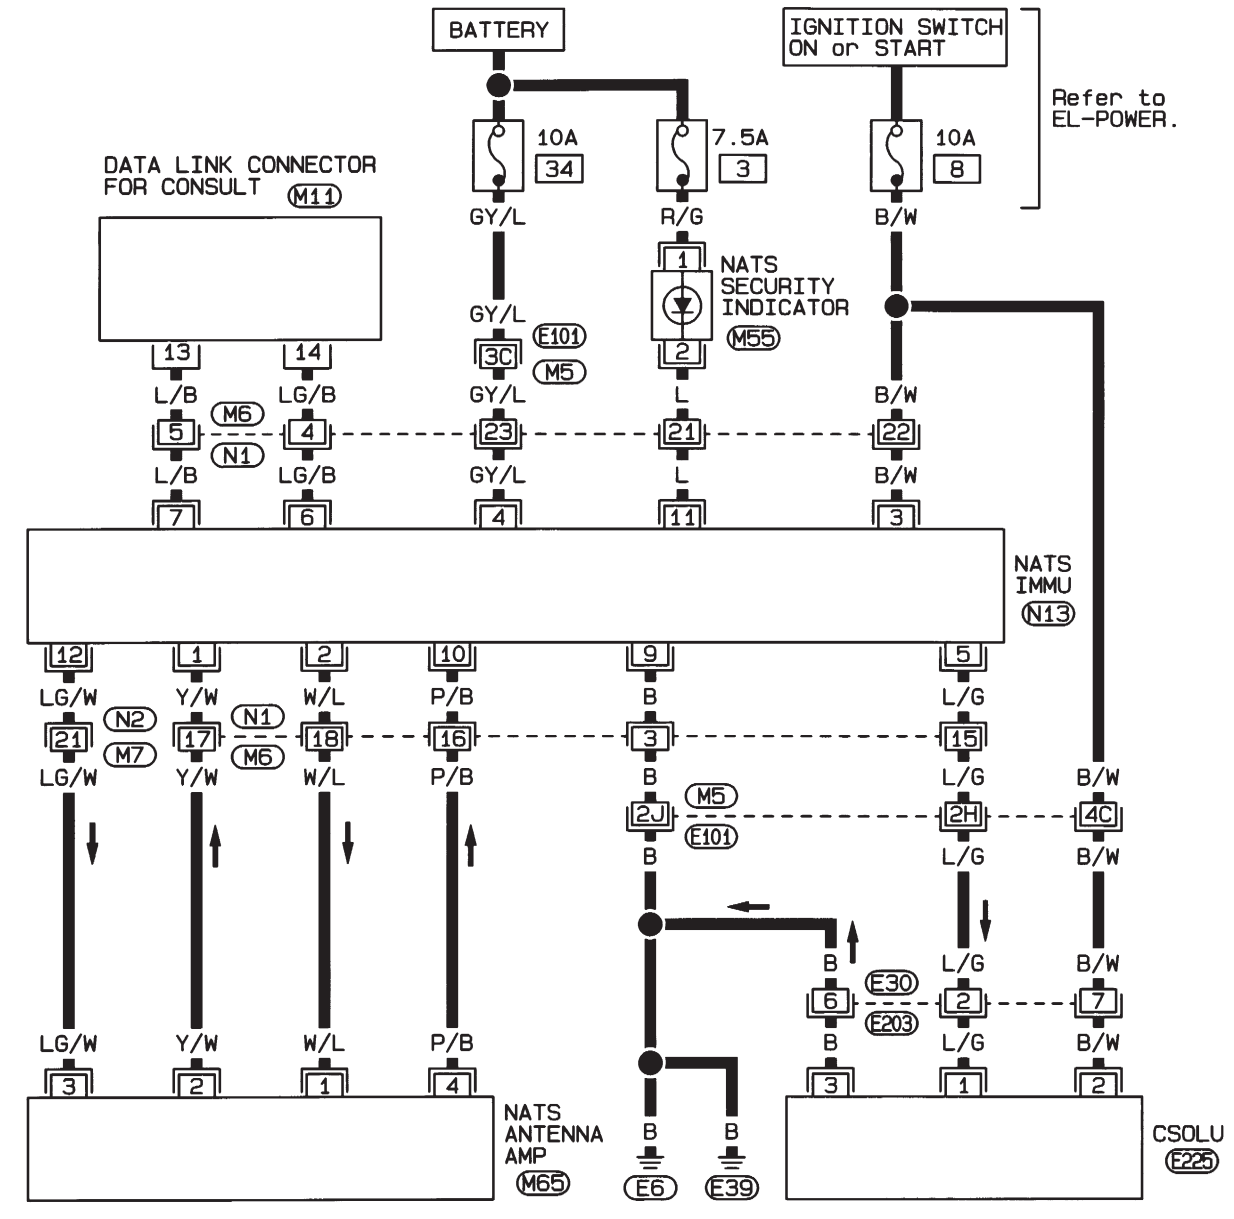 BATTERY
IGNITION SWITCH
ON or START
Refer to
EL-POWER.
10A
34
7.5A
3
10A
8
DATA LINK CONNECTOR
FOR CONSULT
M11
GY/L
R/G
B/W
1
NATS
SECURITY
INDICATOR
M55
GY/L
E101
3C
M5
2
13
14
L/B
LG/B
GY/L
L
B/W
M6
5
4
23
21
22
N1
L/B
LG/B
GY/L
L
B/W
7
6
4
11
3
NATS
IMMU
N13
12
1
2
10
9
5
LG/W
Y/W
W/L
P/B
B
L/G
N2
N1
21
17
18
16
3
15
M7
M6
LG/W
Y/W
W/L
P/B
B
L/G
B/W
M5
2J
2H
4C
E101
B
L/G
B/W
B
L/G
B/W
E30
6
2
7
E203
LG/W
Y/W
W/L
P/B
B
L/G
B/W
3
2
1
4
3
1
2
NATS
ANTENNA
AMP
M65
B
B
E6
E39
CSOLU
E225